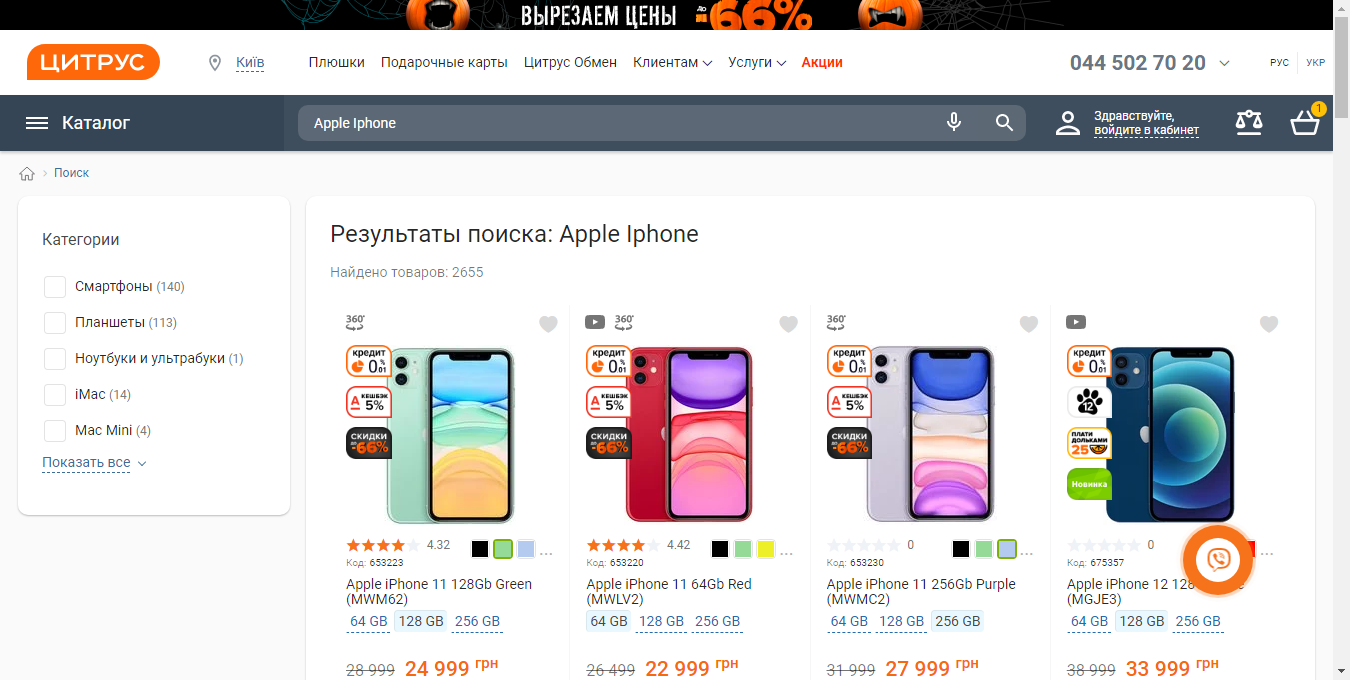 ВЫРЕЗАЕМ ЦЕНЫ до -66%
ЦИТРУС
Київ
Плюшки Подарочные карты Цитрус Обмен Клиентам Услуги Акции
044 502 70 20
РУС УКР
Каталог
Apple Iphone
Здравствуйте,
войдите в кабинет
1
Поиск
Категории
Смартфоны (140)
Планшеты (113)
Ноутбуки и ультрабуки (1)
iMac (14)
Mac Mini (4)
Показать все
Результаты поиска: Apple Iphone
Найдено товаров: 2655
360°
кредит
0,01 %
А КЕШБЭК
5%
СКИДКИ
до -66%
4.32
...
Код: 653223
Apple iPhone 11 128Gb Green
(MWM62)
64 GB 128 GB 256 GB
28 999 24 999 грн
360°
кредит
0,01 %
А КЕШБЭК
5%
СКИДКИ
до -66%
4.42
...
Код: 653220
Apple iPhone 11 64Gb Red
(MWLV2)
64 GB 128 GB 256 GB
26 499 22 999 грн
360°
кредит
0,01 %
А КЕШБЭК
5%
СКИДКИ
до -66%
0
...
Код: 653230
Apple iPhone 11 256Gb Purple
(MWMC2)
64 GB 128 GB 256 GB
31 999 27 999 грн
кредит
0,01 %
12
ПЛАТИ
ДОЛЬКАМИ
25
Новинка
0
...
Код: 675357
Apple iPhone 12
(MGJE3)
64 GB 128 GB 256 GB
38 999 33 999 грн